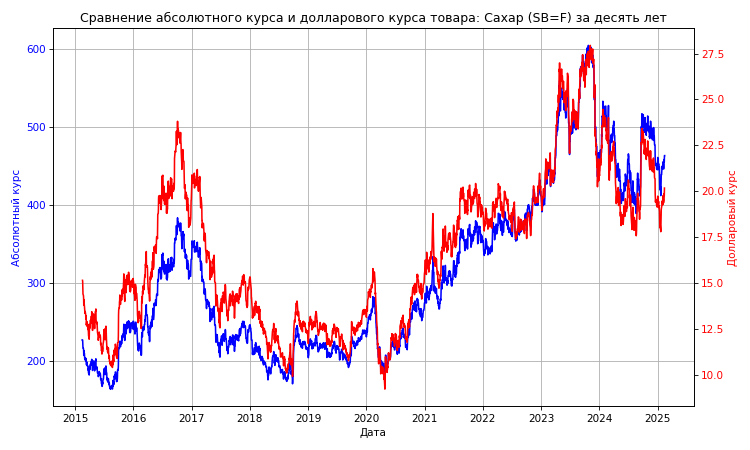 Сравнение абсолютного курса и долларового курса товара: Сахар (SB=F) за десять лет
Абсолютный курс
600
500
400
300
200
27.5
25.0
22.5
20.0
17.5
15.0
12.5
10.0
Долларовый курс
2015 2016 2017 2018 2019 2020 2021 2022 2023 2024 2025
Дата